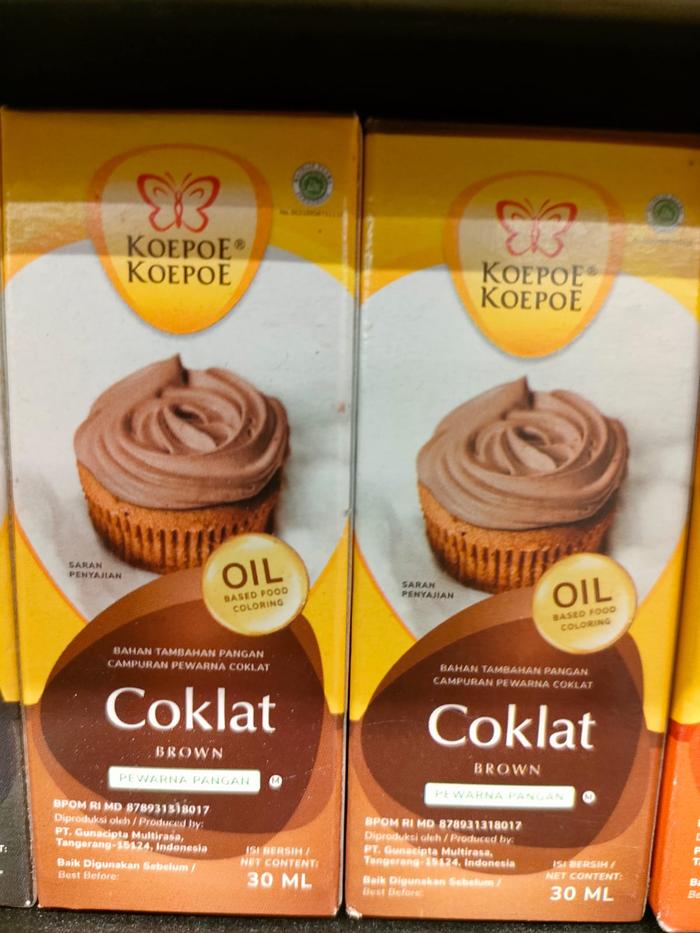 KOEPOE®
KOEPOE
SARAN
PENYAJIAN
OIL
BASED FOOD
COLORING
BAHAN TAMBAHAN PANGAN
CAMPURAN PEWARNA COKLAT
Coklat
BROWN
PEWARNA PANGAN
M
BPOM RI MD 878931318017
Diproduksi oleh / Produced by:
PT. Gunacipta Multirasa,
Tangerang-15124, Indonesia
Baik Digunakan Sebelum /
Best Before:
ISI BERSIH /
NET CONTENT:
30 ML
KOEPOE®
KOEPOE
SARAN
PENYAJIAN
OIL
BASED FOOD
COLORING
BAHAN TAMBAHAN PANGAN
CAMPURAN PEWARNA COKLAT
Coklat
BROWN
PEWARNA PANGAN
M
BPOM RI MD 878931318017
Diproduksi oleh / Produced by:
PT. Gunacipta Multirasa,
Tangerang-15124, Indonesia
Baik Digunakan Sebelum /
Best Before:
ISI BERSIH /
NET CONTENT:
30 ML